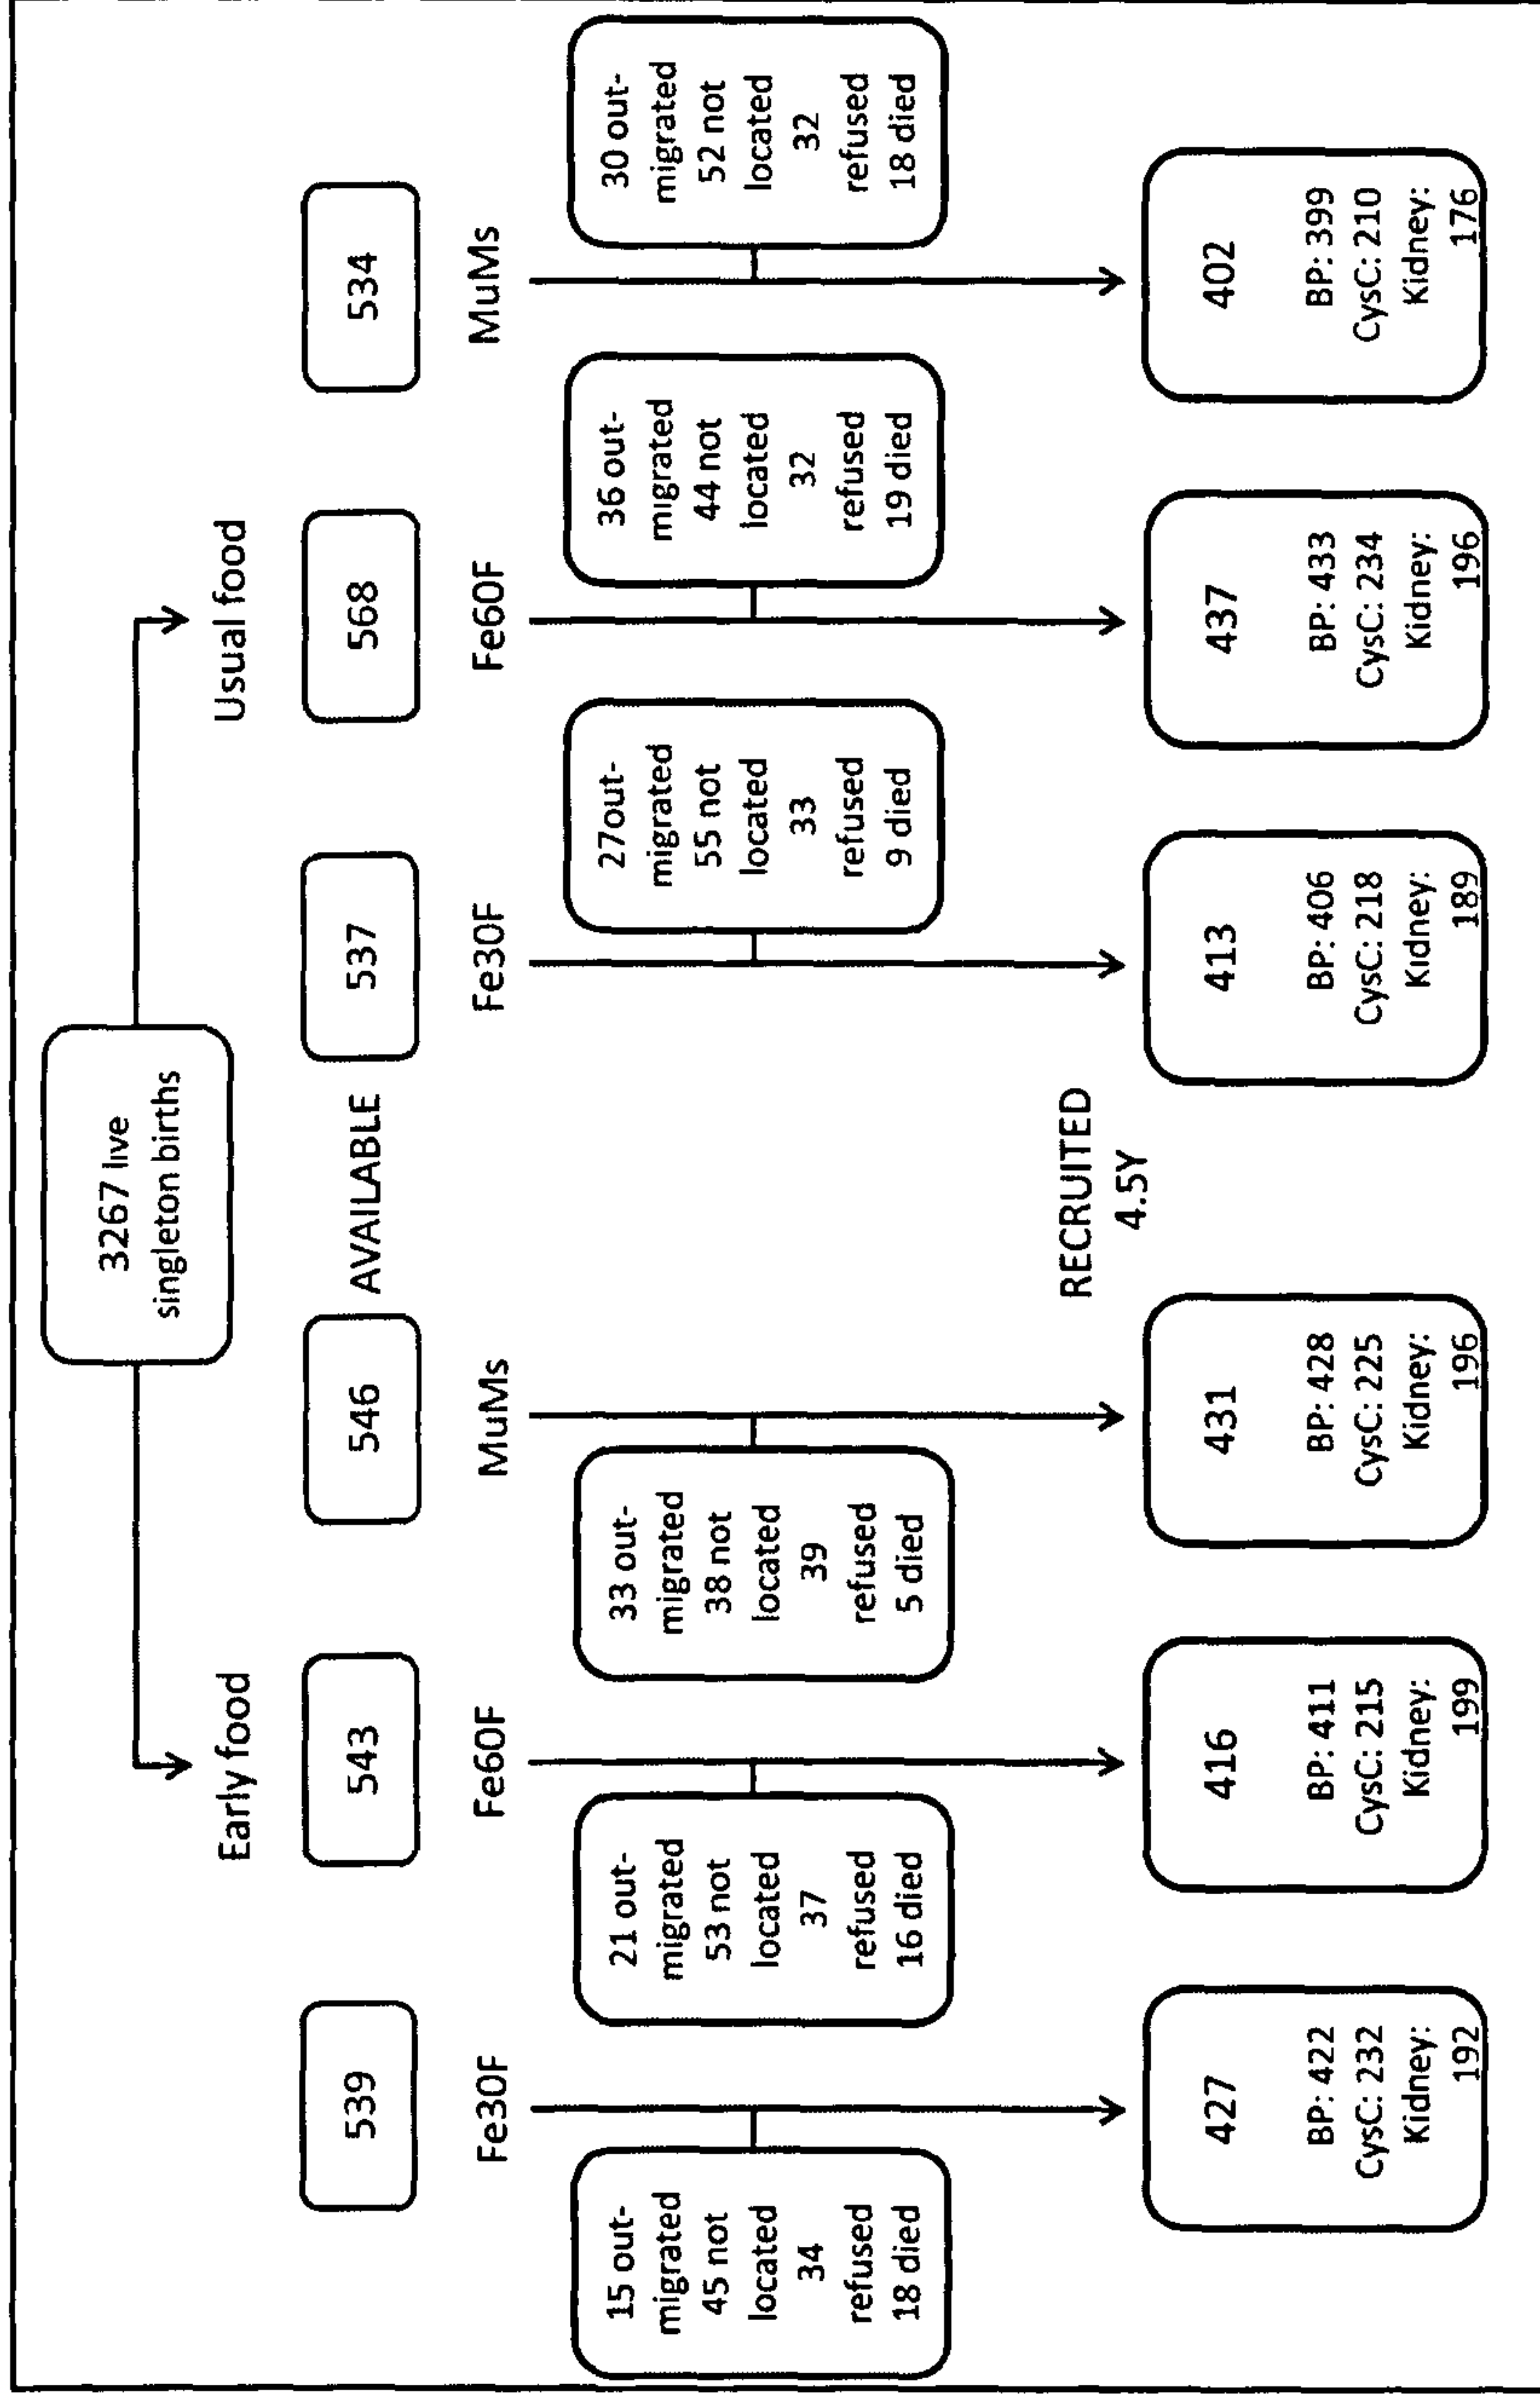 3267 live
singleton births
Early food
Usual food
539
543
546
AVAILABLE
537
568
534
Fe30F
Fe60F
MuMs
Fe30F
Fe60F
MuMs
15 out-
migrated
45 not
located
34
refused
18 died
21 out-
migrated
53 not
located
37
refused
16 died
33 out-
migrated
38 not
located
39
refused
5 died
27out-
migrated
55 not
located
33
refused
9 died
36 out-
migrated
44 not
located
32
refused
19 died
30 out-
migrated
52 not
located
32
refused
18 died
RECRUITED
4.5Y
427
BP: 422
CysC: 232
Kidney:
192
416
BP: 411
CysC: 215
Kidney:
199
431
BP: 428
CysC: 225
Kidney:
196
413
BP: 406
CysC: 218
Kidney:
189
437
BP: 433
CysC: 234
Kidney:
196
402
BP: 399
CysC: 210
Kidney:
176